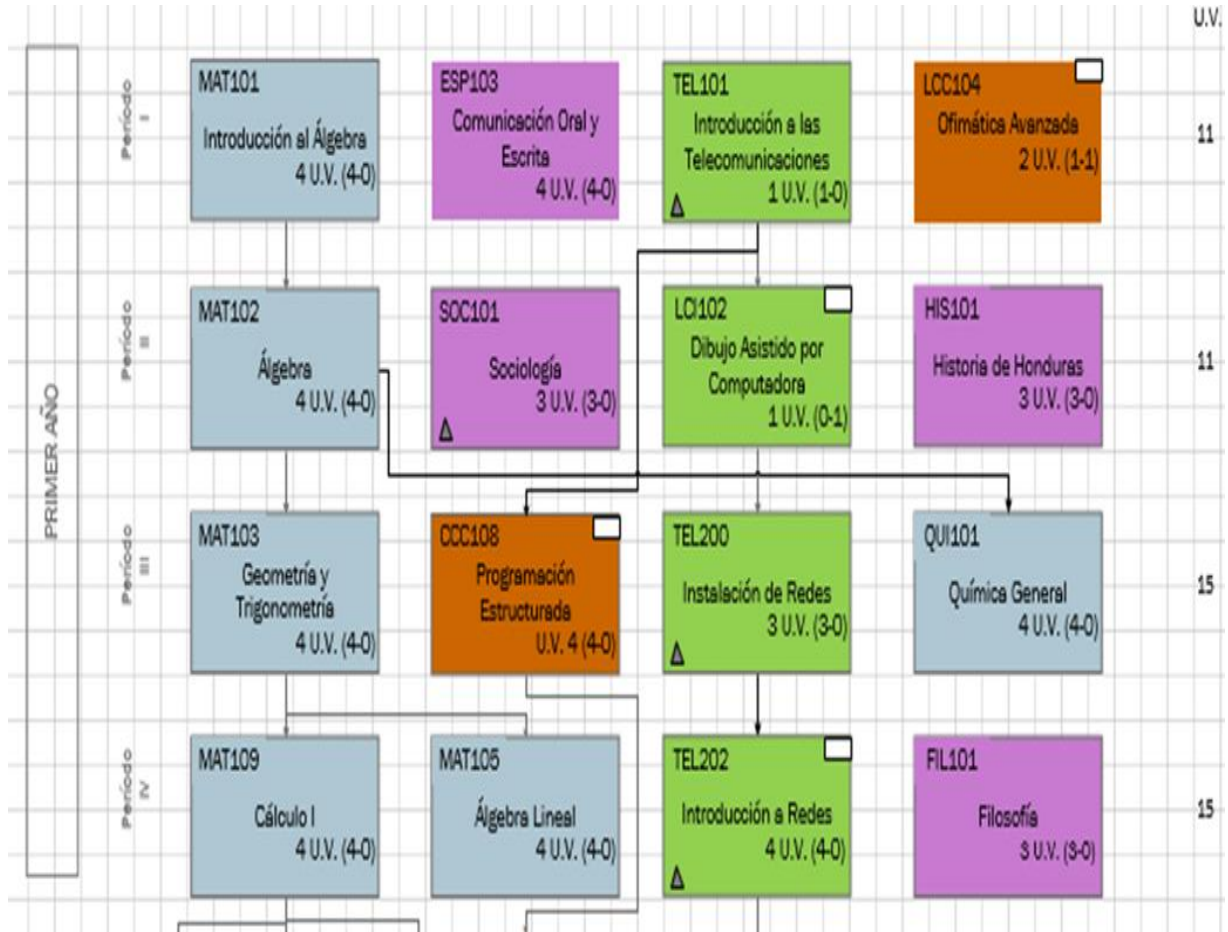 U.V.
PRIMER AÑO
Período
I
MAT101
Introducción al Álgebra
4 U.V. (4-0)
ESP103
Comunicación Oral y
Escrita
4 U.V. (4-0)
TEL101
Introducción a las
Telecomunicaciones
1 U.V. (1-0)
LCC104
Ofimática Avanzada
2 U.V. (1-1)
11
Período
II
MAT102
Álgebra
4 U.V. (4-0)
SOC101
Sociología
3 U.V. (3-0)
LCI102
Dibujo Asistido por
Computadora
1 U.V. (0-1)
HIS101
Historia de Honduras
3 U.V. (3-0)
11
Período
III
MAT103
Geometría y
Trigonometría
4 U.V. (4-0)
CCC108
Programación
Estructurada
U.V. 4 (4-0)
TEL200
Instalación de Redes
3 U.V. (3-0)
QUI101
Química General
4 U.V. (4-0)
15
Período
IV
MAT109
Cálculo I
4 U.V. (4-0)
MAT105
Álgebra Lineal
4 U.V. (4-0)
TEL202
Introducción a Redes
4 U.V. (4-0)
FIL101
Filosofía
3 U.V. (3-0)
15